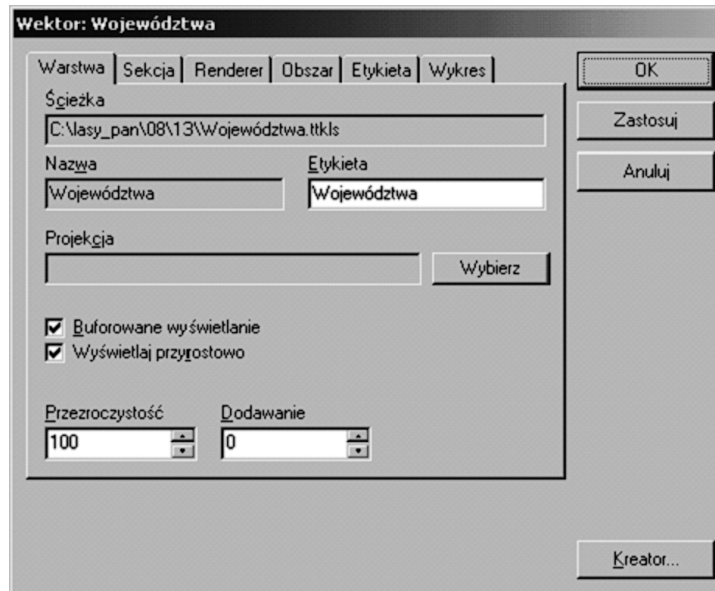 Wektor: Województwa
Warstwa Sekcja Renderer Obszar Etykieta Wykres
OK
Ścieżka
Zastosuj
C:\lasy_pan\08\13\Województwa.ttkls
Nazwa Etykieta
Anuluj
Województwa Województwa
Projekcja
Wybierz
Buforowane wyświetlanie
Wyświetlaj przyrostowo
Przezroczystość Dodawanie
100 0
Kreator...